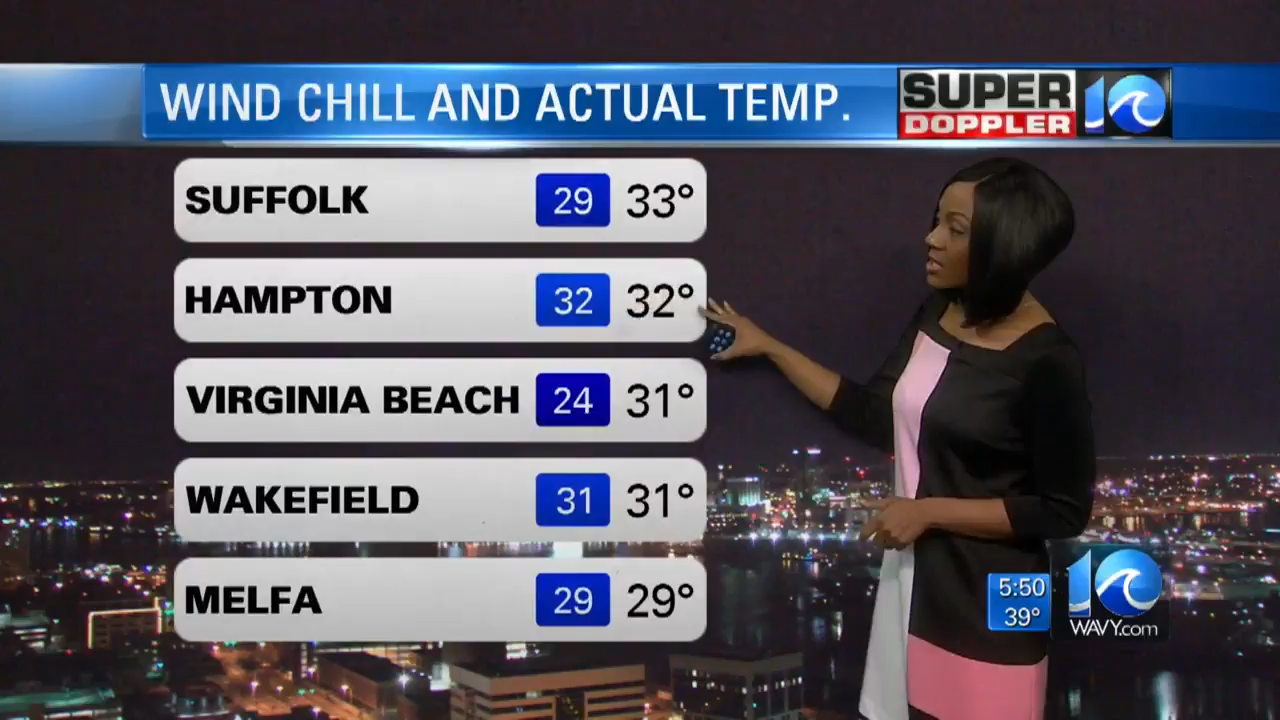 WIND CHILL AND ACTUAL TEMP.
SUPER
DOPPLER
10
SUFFOLK 29 33°
HAMPTON 32 32°
VIRGINIA BEACH 24 31°
WAKEFIELD 31 31°
MELFA 29 29°
5:50
39°
10
WAVY.com